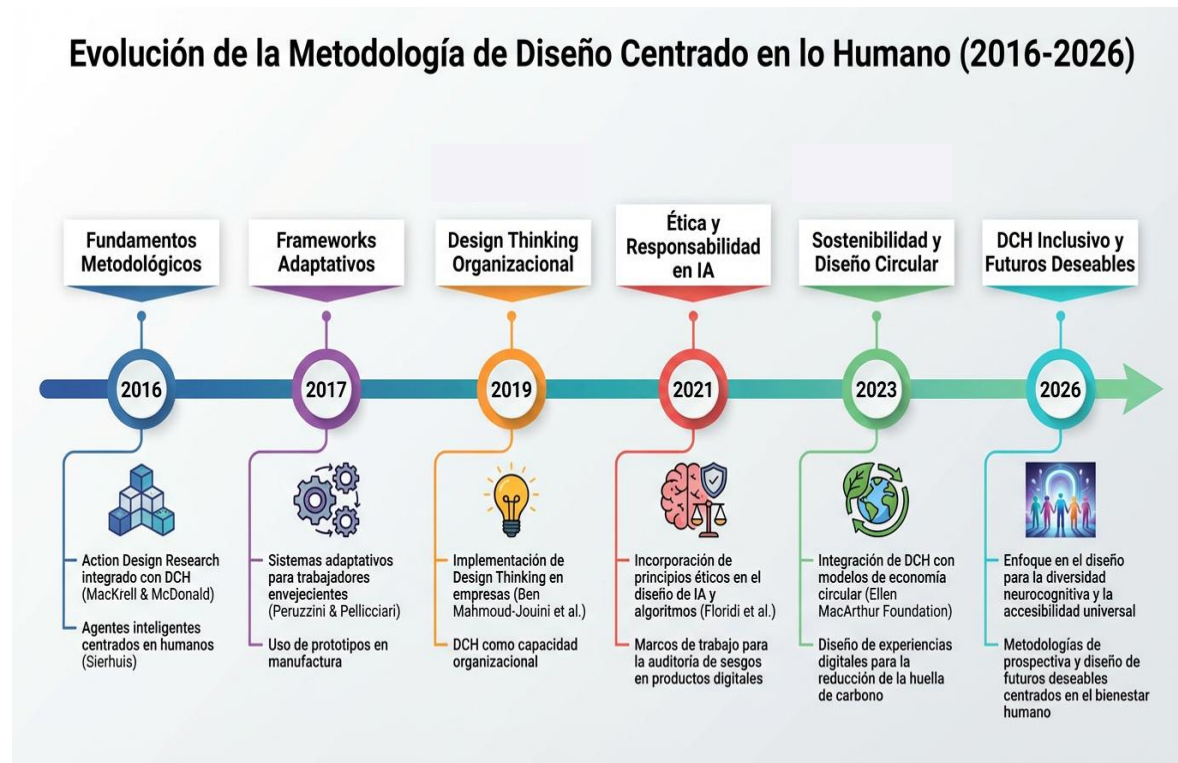 Evolución de la Metodología de Diseño Centrado en lo Humano (2016-2026)
Fundamentos
Metodológicos
Frameworks
Adaptativos
Design Thinking
Organizacional
Ética y
Responsabilidad
en IA
Sostenibilidad y
Diseño Circular
DCH Inclusivo y
Futuros Deseables
2016
2017
2019
2021
2023
2026
Action Design Research
integrado con DCH
(MacKrell & McDonald)
Agentes inteligentes
centrados en humanos
(Sierhuis)
Sistemas adaptativos
para trabajadores
envejecientes
(Peruzzini & Pellicciari)
Uso de prototipos en
manufactura
Implementación de
Design Thinking en
empresas (Ben
Mahmoud-Jouini et al.)
DCH como capacidad
organizacional
Incorporación de
principios éticos en el
diseño de IA y
algoritmos (Floridi et al.)
Marcos de trabajo para
la auditoría de sesgos
en productos digitales
Integración de DCH con
modelos de economía
circular (Ellen
MacArthur Foundation)
Diseño de experiencias
digitales para la
reducción de la huella
de carbono
Enfoque en el diseño
para la diversidad
neurocognitiva y la
accesibilidad universal
Metodologías de
prospectiva y diseño de
futuros deseables
centrados en el bienestar
humano